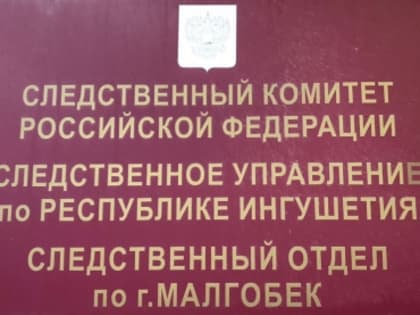 СЛЕДСТВЕННЫЙ КОМИТЕТ
РОССИЙСКОЙ ФЕДЕРАЦИИ
СЛЕДСТВЕННОЕ УПРАВЛЕНИЕ
по РЕСПУБЛИКЕ ИНГУШЕТИЯ
СЛЕДСТВЕННЫЙ ОТДЕЛ
по г.МАЛГОБЕК